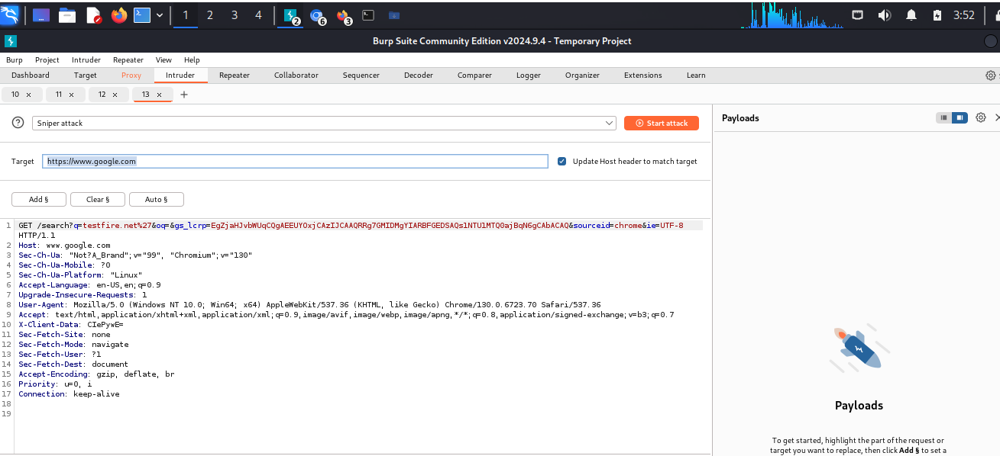 1 2 3 4 2 6 3 3:52
Burp Suite Community Edition v2024.9.4 - Temporary Project
Burp Project Intruder Repeater View Help
Dashboard Target Proxy Intruder Repeater Collaborator Sequencer Decoder Comparer Logger Organizer Extensions Learn
10 × 11 × 12 × 13 × +
Sniper attack Start attack
Payloads
Target https://www.google.com Update Host header to match target
Add § Clear § Auto §
1 GET /search?q=testfire.net%27&oq=&gs_lcrp=EgZjaHJvbWUqCQgAEEUYOxjCAzIJCAAQRRg7GMIDMgYIARBFGEDSAQs1NTU1MTQ0ajBqN6gCAbACAQ&sourceid=chrome&ie=UTF-8
HTTP/1.1
2 Host: www.google.com
3 Sec-Ch-Ua: "Not?A_Brand";v="99", "Chromium";v="130"
4 Sec-Ch-Ua-Mobile: ?0
5 Sec-Ch-Ua-Platform: "Linux"
6 Accept-Language: en-US,en;q=0.9
7 Upgrade-Insecure-Requests: 1
8 User-Agent: Mozilla/5.0 (Windows NT 10.0; Win64; x64) AppleWebKit/537.36 (KHTML, like Gecko) Chrome/130.0.6723.70 Safari/537.36
9 Accept: text/html,application/xhtml+xml,application/xml;q=0.9,image/avif,image/webp,image/apng,*/*;q=0.8,application/signed-exchange;v=b3;q=0.7
10 X-Client-Data: CIePywE=
11 Sec-Fetch-Site: none
12 Sec-Fetch-Mode: navigate
13 Sec-Fetch-User: ?1
14 Sec-Fetch-Dest: document
15 Accept-Encoding: gzip, deflate, br
16 Priority: u=0, i
17 Connection: keep-alive
18
19
Payloads
To get started, highlight the part of the request or
target you want to replace, then click Add § to set a